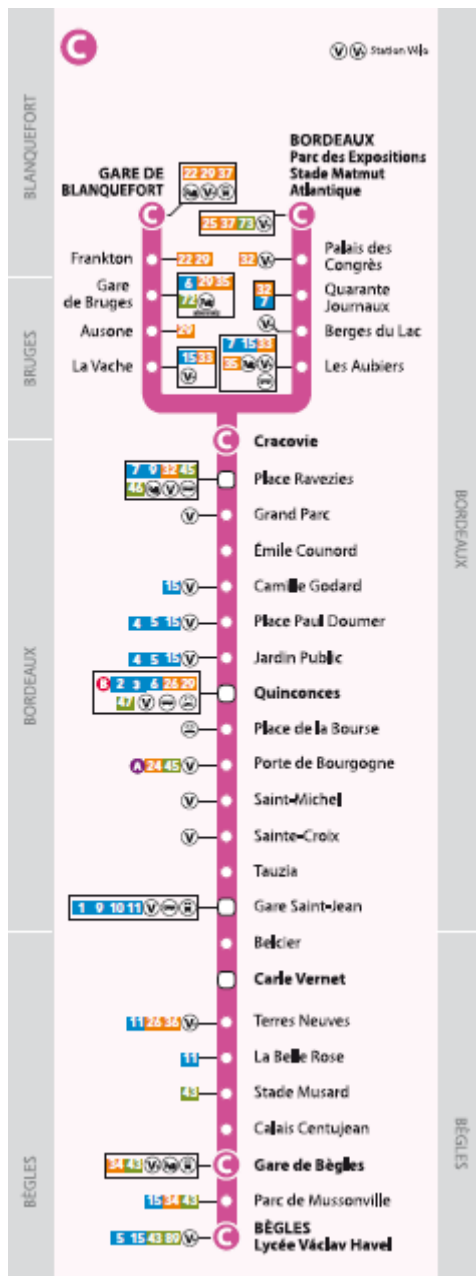 C
V V+ Station Vélo
BLANQUEFORT
GARE DE
BLANQUEFORT
22 29 37
BORDEAUX
Parc des Expositions
Stade Matmut
Atlantique
25 37 73 V+
C
C
Frankton
22 29
32 V+
Palais des
Congrès
Gare
de Bruges
6 29 35
72
32
7
Quarante
Journaux
Ausone
29
V+
Berges du Lac
BRUGES
La Vache
15 33
V+
7 15 33
35
Les Aubiers
C
Cracovie
7 9 32 45
46
Place Ravezies
V
Grand Parc
Émile Counord
15 V
Camille Godard
4 5 15 V
Place Paul Doumer
4 5 15 V
Jardin Public
B 2 3 6 26 29
47 V
Quinconces
Place de la Bourse
A 24 45 V
Porte de Bourgogne
V
Saint-Michel
V
Sainte-Croix
Tauzia
1 9 10 11 V
Gare Saint-Jean
Belcier
Carle Vernet
11 26 36 V+
Terres Neuves
11
La Belle Rose
43
Stade Musard
Calais Centujean
34 43 V+
C
Gare de Bègles
15 34 43
Parc de Mussonville
5 15 43 89 V+
C
BÈGLES
Lycée Václav Havel
BORDEAUX
BÈGLES
BORDEAUX
BÈGLES